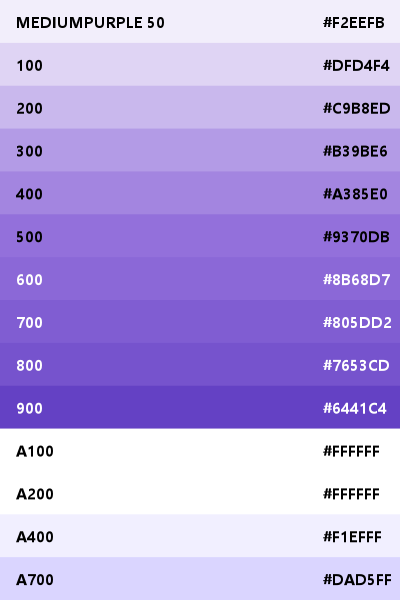 MEDIUMPURPLE 50 #F2EEFB
100 #DFD4F4
200 #C9B8ED
300 #B39BE6
400 #A385E0
500 #9370DB
600 #8B68D7
700 #805DD2
800 #7653CD
900 #6441C4
A100 #FFFFFF
A200 #FFFFFF
A400 #F1EFFF
A700 #DAD5FF